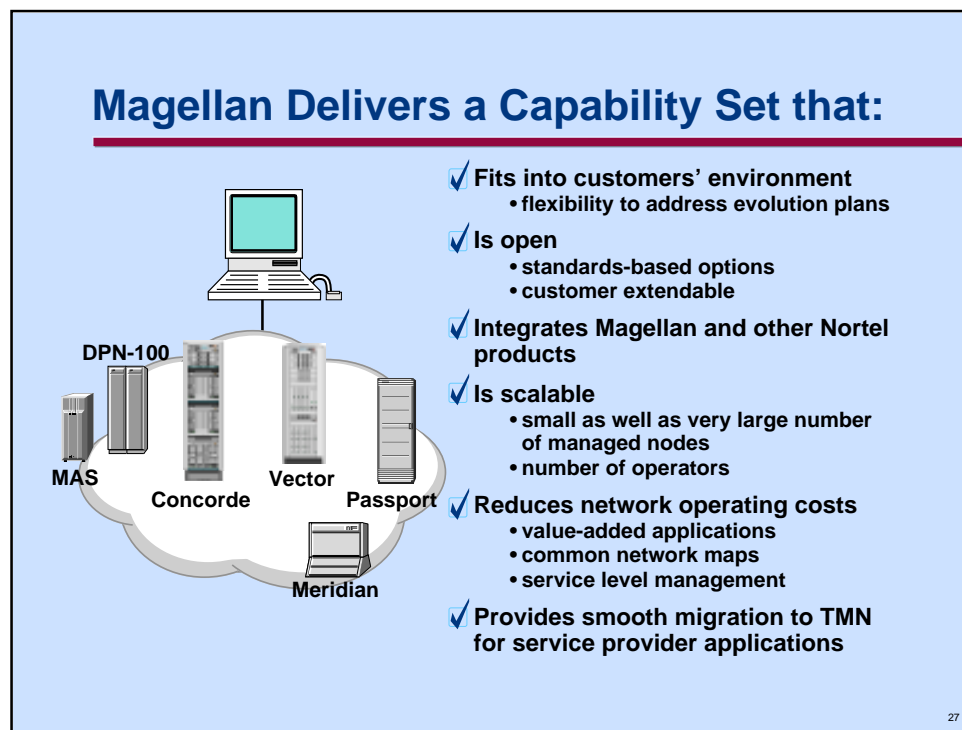 Magellan Delivers a Capability Set that:
DPN-100
MAS
Concorde
Vector
Passport
Meridian
Fits into customers’ environment
• flexibility to address evolution plans
Is open
• standards-based options
• customer extendable
Integrates Magellan and other Nortel
products
Is scalable
• small as well as very large number
of managed nodes
• number of operators
Reduces network operating costs
• value-added applications
• common network maps
• service level management
Provides smooth migration to TMN
for service provider applications
27